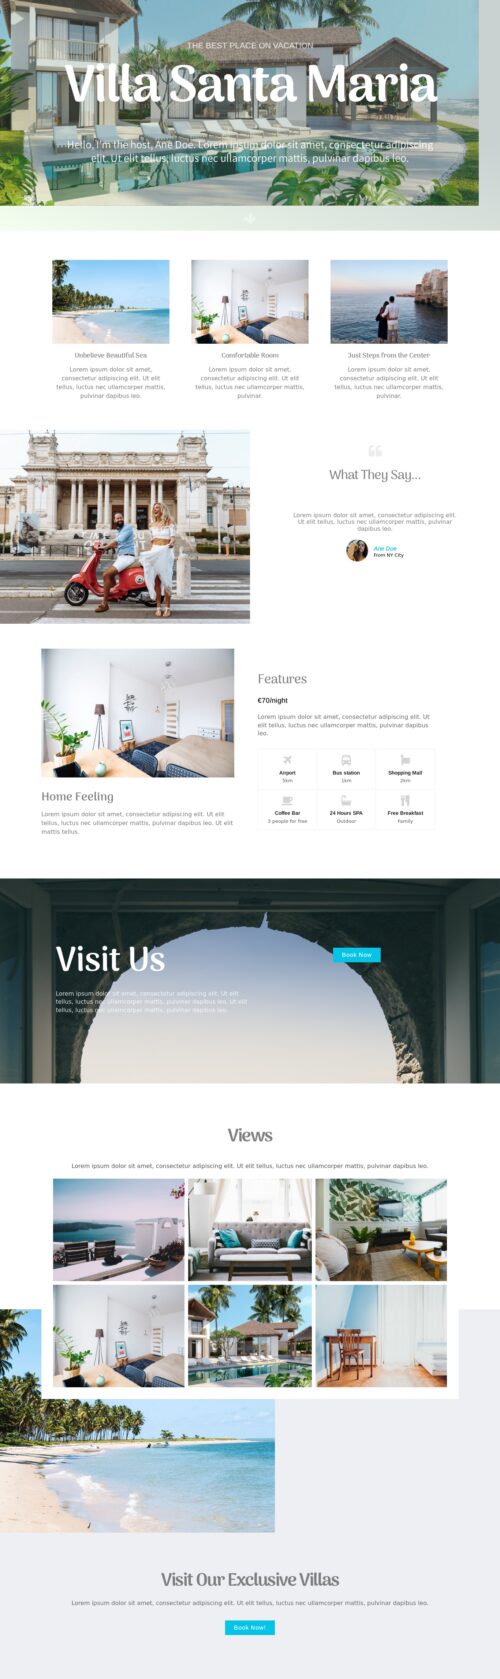 THE BEST PLACE ON VACATION
Villa Santa Maria
Hello, I'm the host, Ane Doe. Lorem ipsum dolor sit amet, consectetur adipiscing
elit. Ut elit tellus, luctus nec ullamcorper mattis, pulvinar dapibus leo.
Unbelieve Beautiful Sea
Lorem ipsum dolor sit amet,
consectetur adipiscing elit. Ut elit
tellus, luctus nec ullamcorper mattis,
pulvinar dapibus leo.
Comfortable Room
Lorem ipsum dolor sit amet,
consectetur adipiscing elit. Ut elit
tellus, luctus nec ullamcorper mattis,
pulvinar.
Just Steps from the Center
Lorem ipsum dolor sit amet,
consectetur adipiscing elit. Ut elit
tellus, luctus nec ullamcorper mattis,
pulvinar.
What They Say...
Lorem ipsum dolor sit amet, consectetur adipiscing elit.
Ut elit tellus, luctus nec ullamcorper mattis, pulvinar
dapibus leo.
Ane Doe
From NY City
Home Feeling
Lorem ipsum dolor sit amet, consectetur adipiscing elit. Ut
elit tellus, luctus nec ullamcorper mattis, pulvinar Ut elit
mattis tellus.
Features
€70/night
Lorem ipsum dolor sit amet, consectetur adipiscing elit. Ut
elit tellus, luctus nec ullamcorper mattis, pulvinar dapibus
leo.
Airport
5km
Bus station
1km
Shopping Mall
2km
Coffee Bar
3 people for free
24 Hours SPA
Outdoor
Free Breakfast
Family
Visit Us
Lorem ipsum dolor sit amet, consectetur adipiscing elit. Ut elit
tellus, luctus nec ullamcorper mattis, pulvinar dapibus leo. Ut elit
tellus, luctus nec ullamcorper mattis, pulvinar dapibus leo.
Book Now
Views
Lorem ipsum dolor sit amet, consectetur adipiscing elit. Ut elit tellus, luctus nec ullamcorper mattis, pulvinar dapibus leo.
Visit Our Exclusive Villas
Lorem ipsum dolor sit amet, consectetur adipiscing elit. Ut elit tellus, luctus nec ullamcorper mattis, pulvinar dapibus leo.
Book Now!